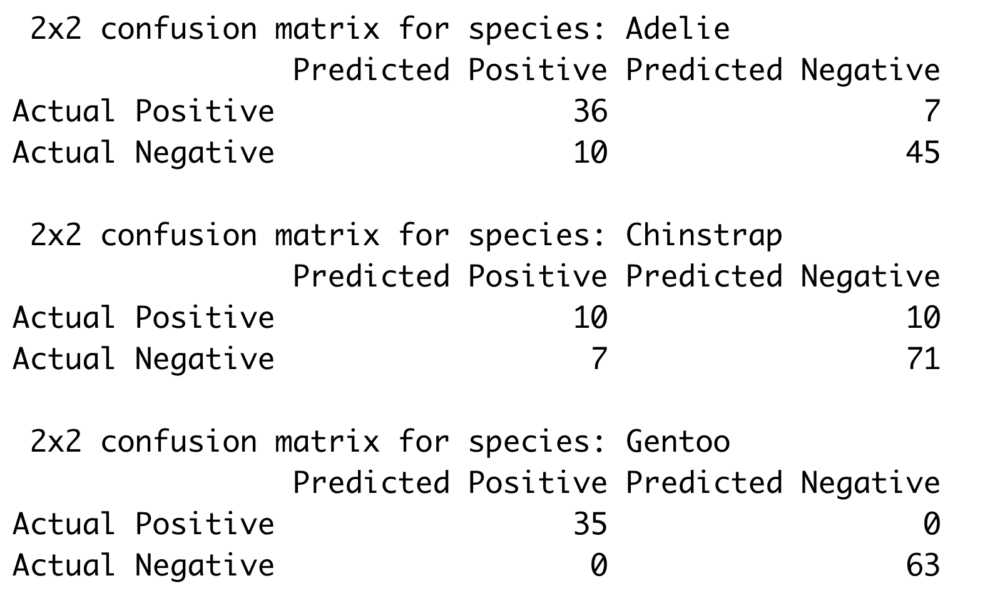 2x2 confusion matrix for species: Adelie
Predicted Positive Predicted Negative
Actual Positive 36 7
Actual Negative 10 45
2x2 confusion matrix for species: Chinstrap
Predicted Positive Predicted Negative
Actual Positive 10 10
Actual Negative 7 71
2x2 confusion matrix for species: Gentoo
Predicted Positive Predicted Negative
Actual Positive 35 0
Actual Negative 0 63